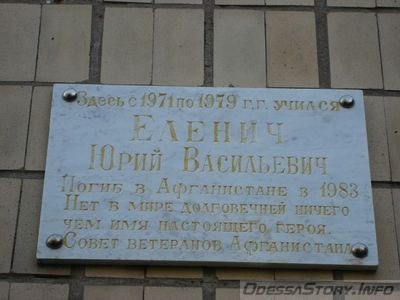 Здесь с 1971 по 1979 г.г. учился
Еленич
Юрий Васильевич
Погиб в Афганистане в 1983
Нет в мире долговечней ничего
чем имя настоящего героя.
Совет ветеранов Афганистана
OdessaStory.Info